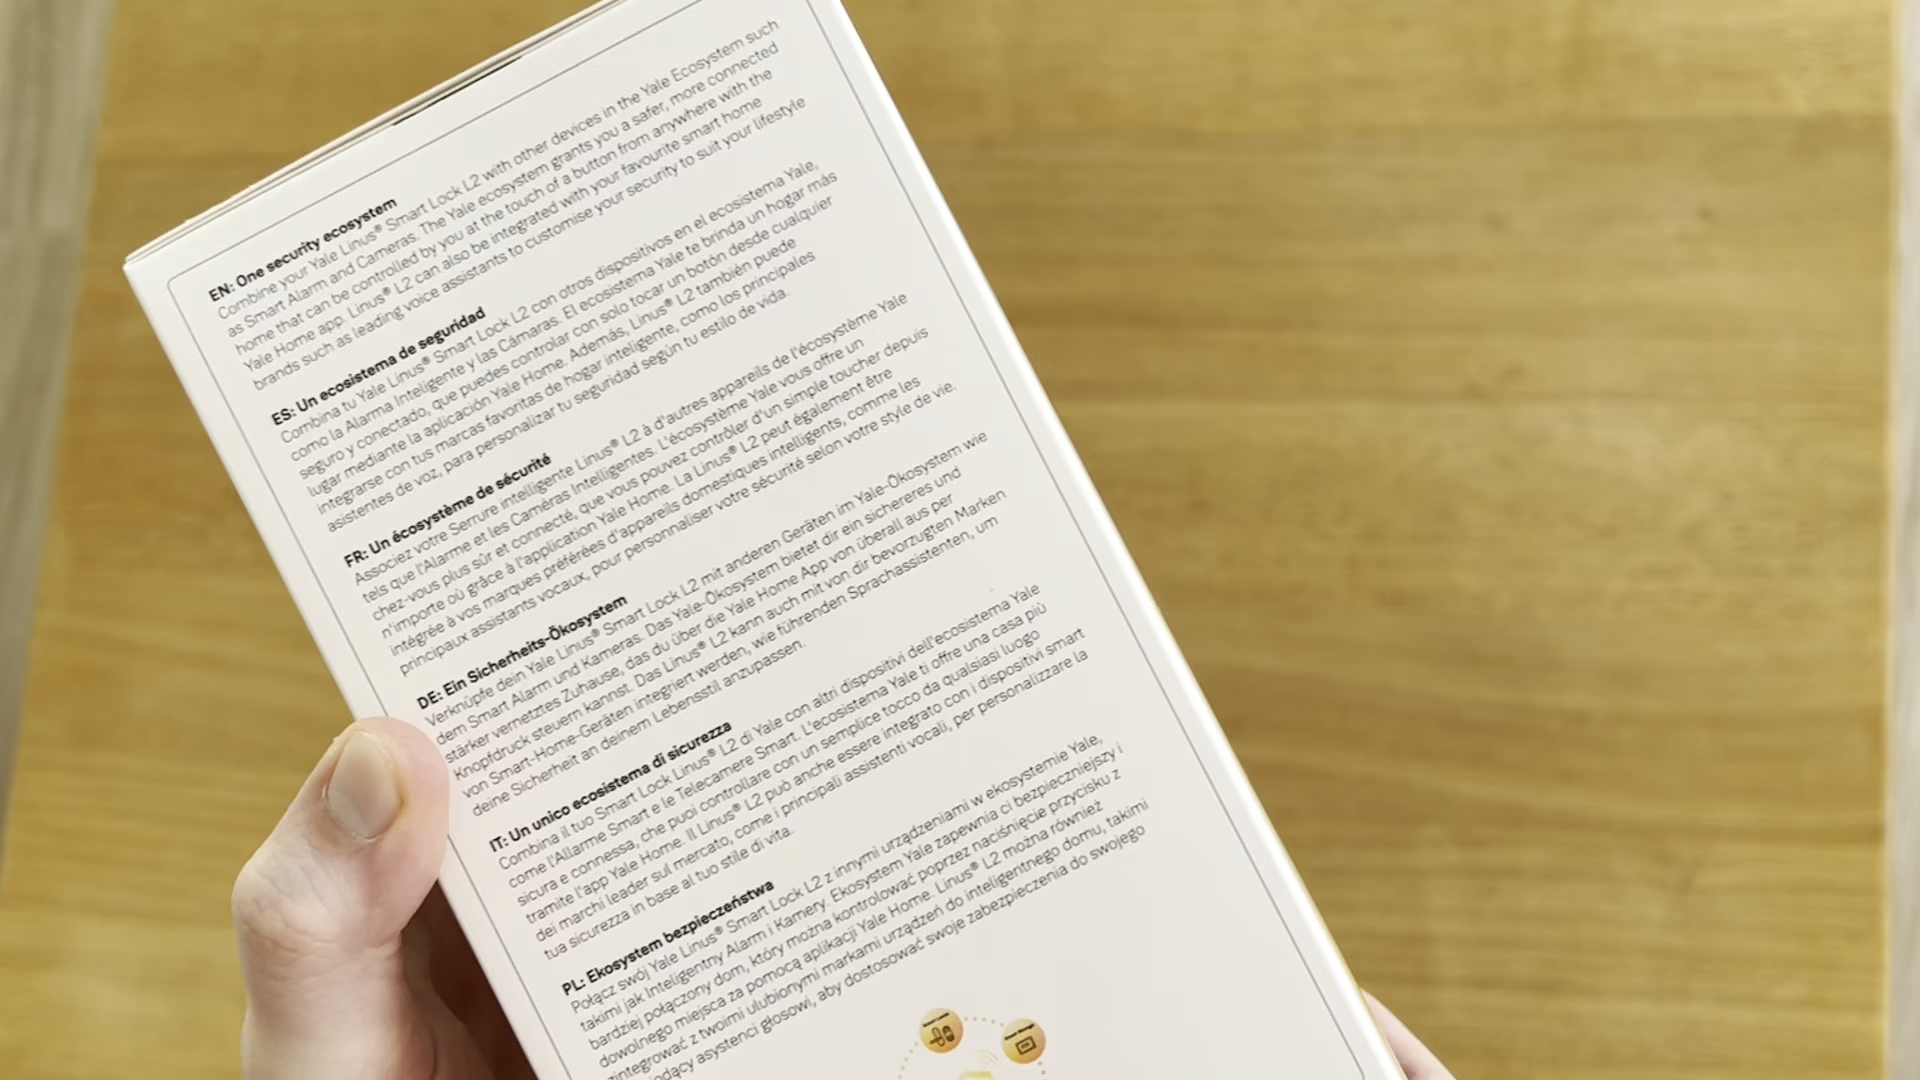 EN: One security ecosystem
Combine your Yale Linus® Smart Lock L2 with other devices in the Yale Ecosystem such
as Smart Alarm and Cameras. The Yale ecosystem grants you a safer, more connected
home that can be controlled by you at the touch of a button from anywhere with the
Yale Home app. Linus® L2 can also be integrated with your favourite smart home
brands such as leading voice assistants to customise your security to suit your lifestyle
ES: Un ecosistema de seguridad
Combina tu Yale Linus® Smart Lock L2 con otros dispositivos en el ecosistema Yale,
como la Alarma Inteligente y las Cámaras. El ecosistema Yale te brinda un hogar más
seguro y conectado, que puedes controlar con solo tocar un botón desde cualquier
lugar mediante la aplicación Yale Home. Además, Linus® L2 también puede
integrarse con tus marcas favoritas de hogar inteligente, como los principales
asistentes de voz, para personalizar tu seguridad según tu estilo de vida.
FR: Un écosystème de sécurité
Associez votre Serrure intelligente Linus® L2 à d'autres appareils de l'écosystème Yale
tels que l'Alarme et les Caméras Intelligentes. L'écosystème Yale vous offre un
chez-vous plus sûr et connecté, que vous pouvez contrôler d'un simple toucher depuis
n'importe où grâce à l'application Yale Home. La Linus® L2 peut également être
intégrée à vos marques préférées d'appareils domestiques intelligents, comme les
principaux assistants vocaux, pour personnaliser votre sécurité selon votre style de vie.
DE: Ein Sicherheits-Ökosystem
Verknüpfe dein Yale Linus® Smart Lock L2 mit anderen Geräten im Yale-Ökosystem wie
dem Smart Alarm und Kameras. Das Yale-Ökosystem bietet dir ein sichereres und
stärker vernetztes Zuhause, das du über die Yale Home App von überall aus per
Knopfdruck steuern kannst. Das Linus® L2 kann auch mit von dir bevorzugten Marken
von Smart-Home-Geräten integriert werden, wie führenden Sprachassistenten, um
deine Sicherheit an deinem Lebensstil anzupassen.
IT: Un unico ecosistema di sicurezza
Combina il tuo Smart Lock Linus® L2 di Yale con altri dispositivi dell'ecosistema Yale
come l'Allarme Smart e le Telecamere Smart. L'ecosistema Yale ti offre una casa più
sicura e connessa, che puoi controllare con un semplice tocco da qualsiasi luogo
tramite l'app Yale Home. Il Linus® L2 può anche essere integrato con i dispositivi smart
dei marchi leader sul mercato, come i principali assistenti vocali, per personalizzare la
tua sicurezza in base al tuo stile di vita.
PL: Ekosystem bezpieczeństwa
Połącz swój Yale Linus® Smart Lock L2 z innymi urządzeniami w ekosystemie Yale,
takimi jak Inteligentny Alarm i Kamery. Ekosystem Yale zapewnia ci bezpieczniejszy i
bardziej połączony dom, który można kontrolować poprzez naciśnięcie przycisku z
dowolnego miejsca za pomocą aplikacji Yale Home. Linus® L2 można również
zintegrować z twoimi ulubionymi markami urządzeń do inteligentnego domu, takimi
asystenci głosowi, aby dostosować swoje zabezpieczenia do swojego